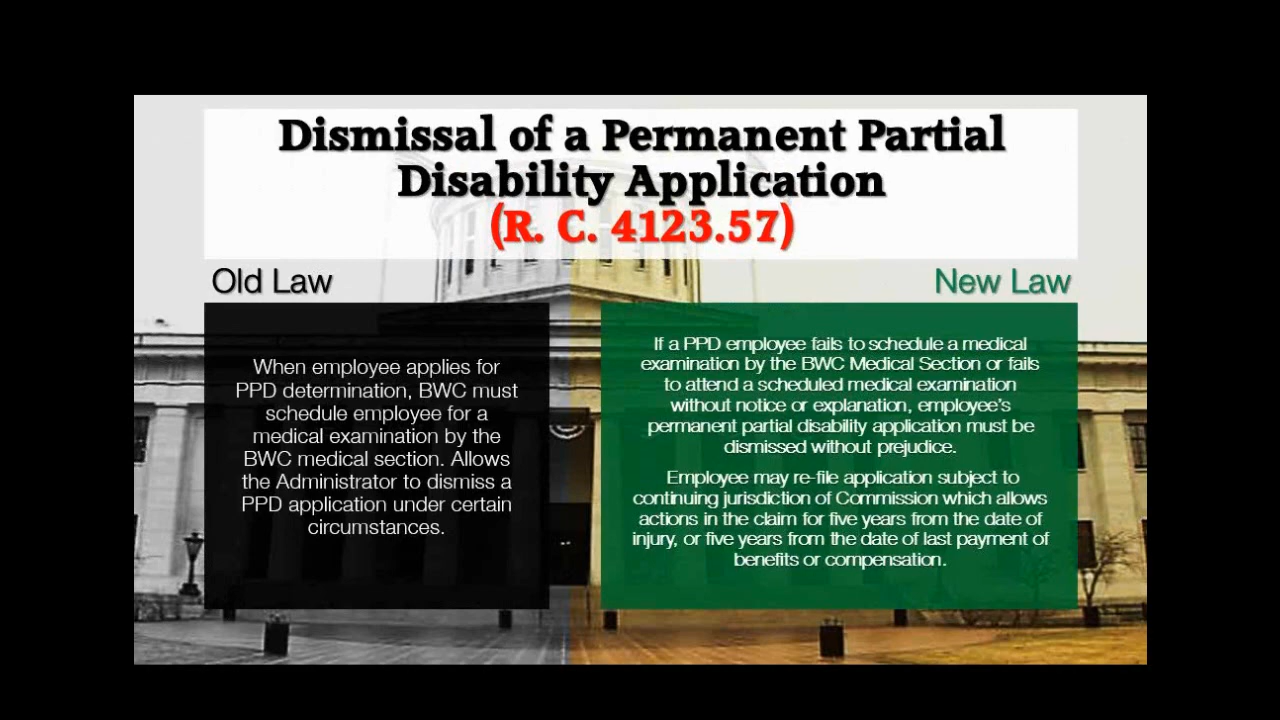 Dismissal of a Permanent Partial
Disability Application
(R. C. 4123.57)
Old Law
When employee applies for
PPD determination, BWC must
schedule employee for a
medical examination by the
BWC medical section. Allows
the Administrator to dismiss a
PPD application under certain
circumstances.
New Law
If a PPD employee fails to schedule a medical
examination by the BWC Medical Section or fails
to attend a scheduled medical examination
without notice or explanation, employee's
permanent partial disability application must be
dismissed without prejudice.
Employee may re-file application subject to
continuing jurisdiction of Commission which allows
actions in the claim for five years from the date of
injury, or five years from the date of last payment of
benefits or compensation.